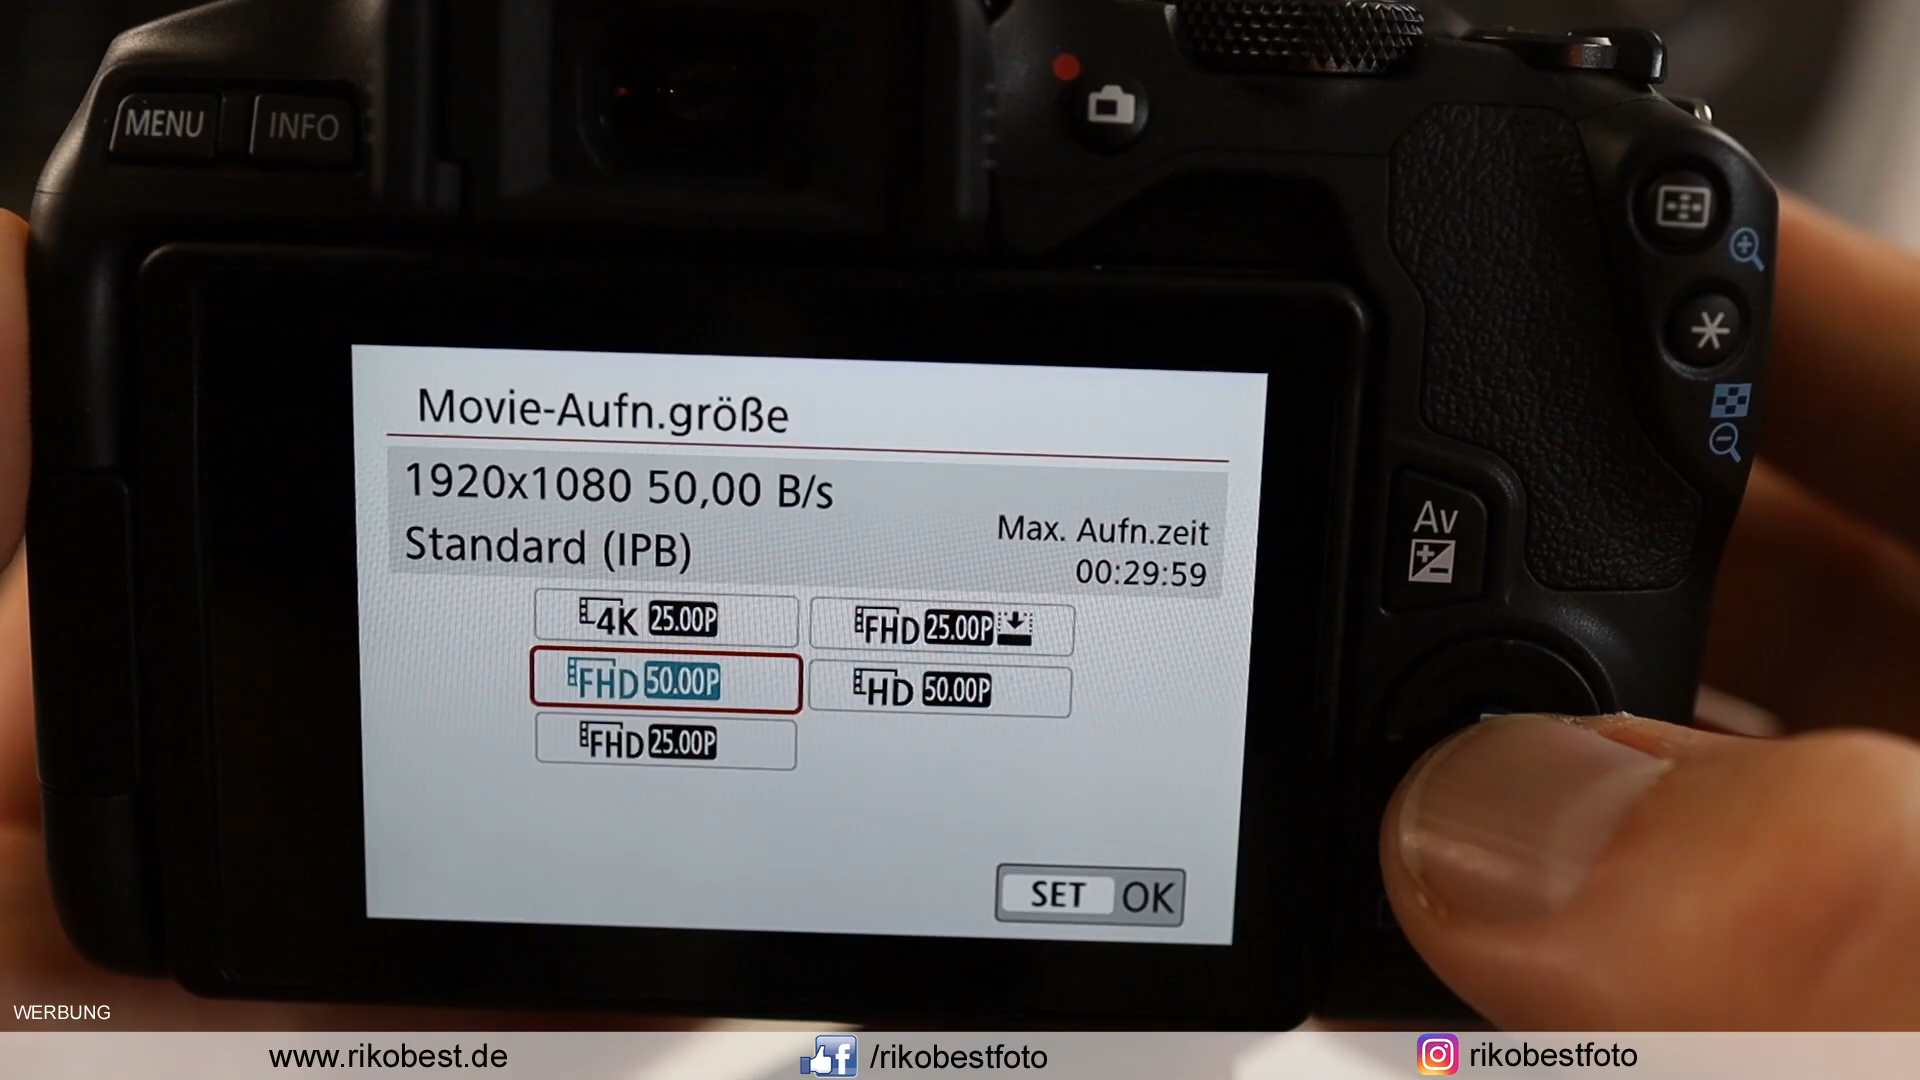 MENU INFO
Movie-Aufn.größe
1920x1080 50,00 B/s
Standard (IPB)
Max. Aufn.zeit
00:29:59
4K 25.00P
FHD 25.00P
FHD 50.00P
HD 50.00P
FHD 25.00P
SET OK
Av
WERBUNG
www.rikobest.de
f /rikobestfoto
rikobestfoto